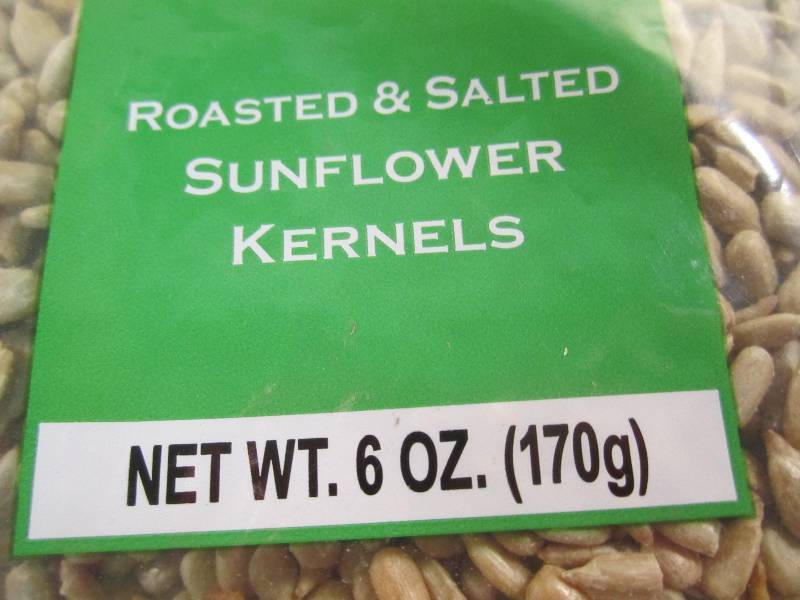 ROASTED & SALTED
SUNFLOWER
KERNELS
NET WT. 6 OZ. (170g)